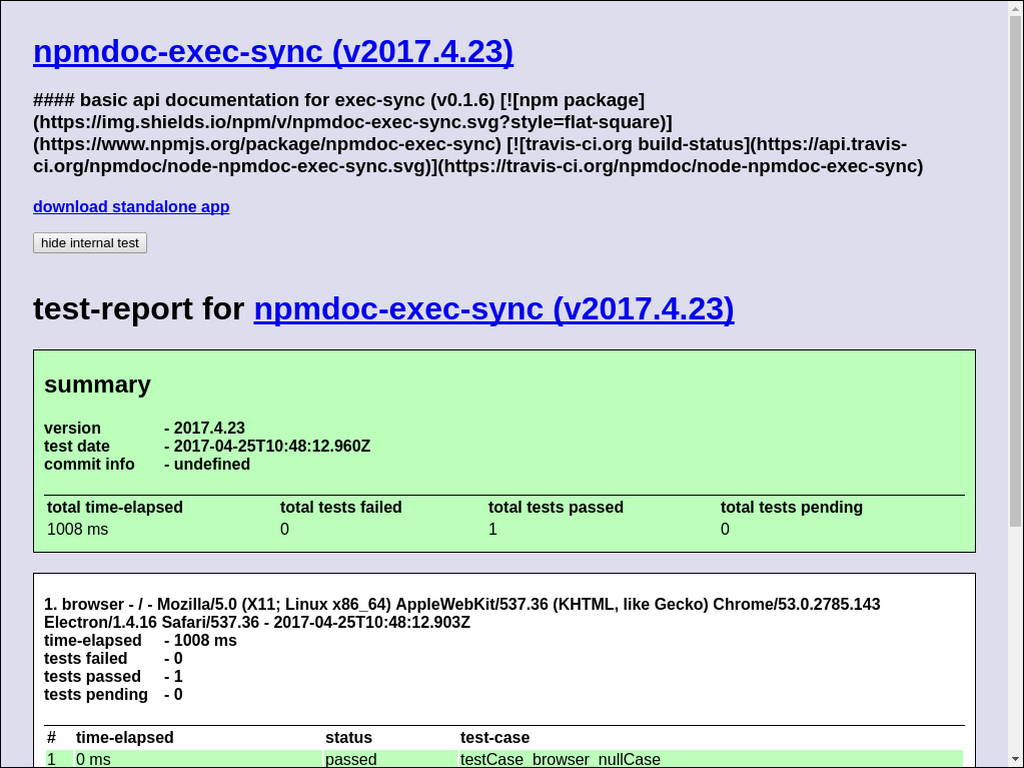 npmdoc-exec-sync (v2017.4.23)
#### basic api documentation for exec-sync (v0.1.6) [![npm package]
(https://img.shields.io/npm/v/npmdoc-exec-sync.svg?style=flat-square)]
(https://www.npmjs.org/package/npmdoc-exec-sync) [![travis-ci.org build-status](https://api.travis-
ci.org/npmdoc/node-npmdoc-exec-sync.svg)](https://travis-ci.org/npmdoc/node-npmdoc-exec-sync)
download standalone app
hide internal test
test-report for npmdoc-exec-sync (v2017.4.23)
summary
version - 2017.4.23
test date - 2017-04-25T10:48:12.960Z
commit info - undefined
total time-elapsed total tests failed total tests passed total tests pending
1008 ms 0 1 0
1. browser - / - Mozilla/5.0 (X11; Linux x86_64) AppleWebKit/537.36 (KHTML, like Gecko) Chrome/53.0.2785.143
Electron/1.4.16 Safari/537.36 - 2017-04-25T10:48:12.903Z
time-elapsed - 1008 ms
tests failed - 0
tests passed - 1
tests pending - 0
# time-elapsed status test-case
1 0 ms passed testCase_browser_nullCase